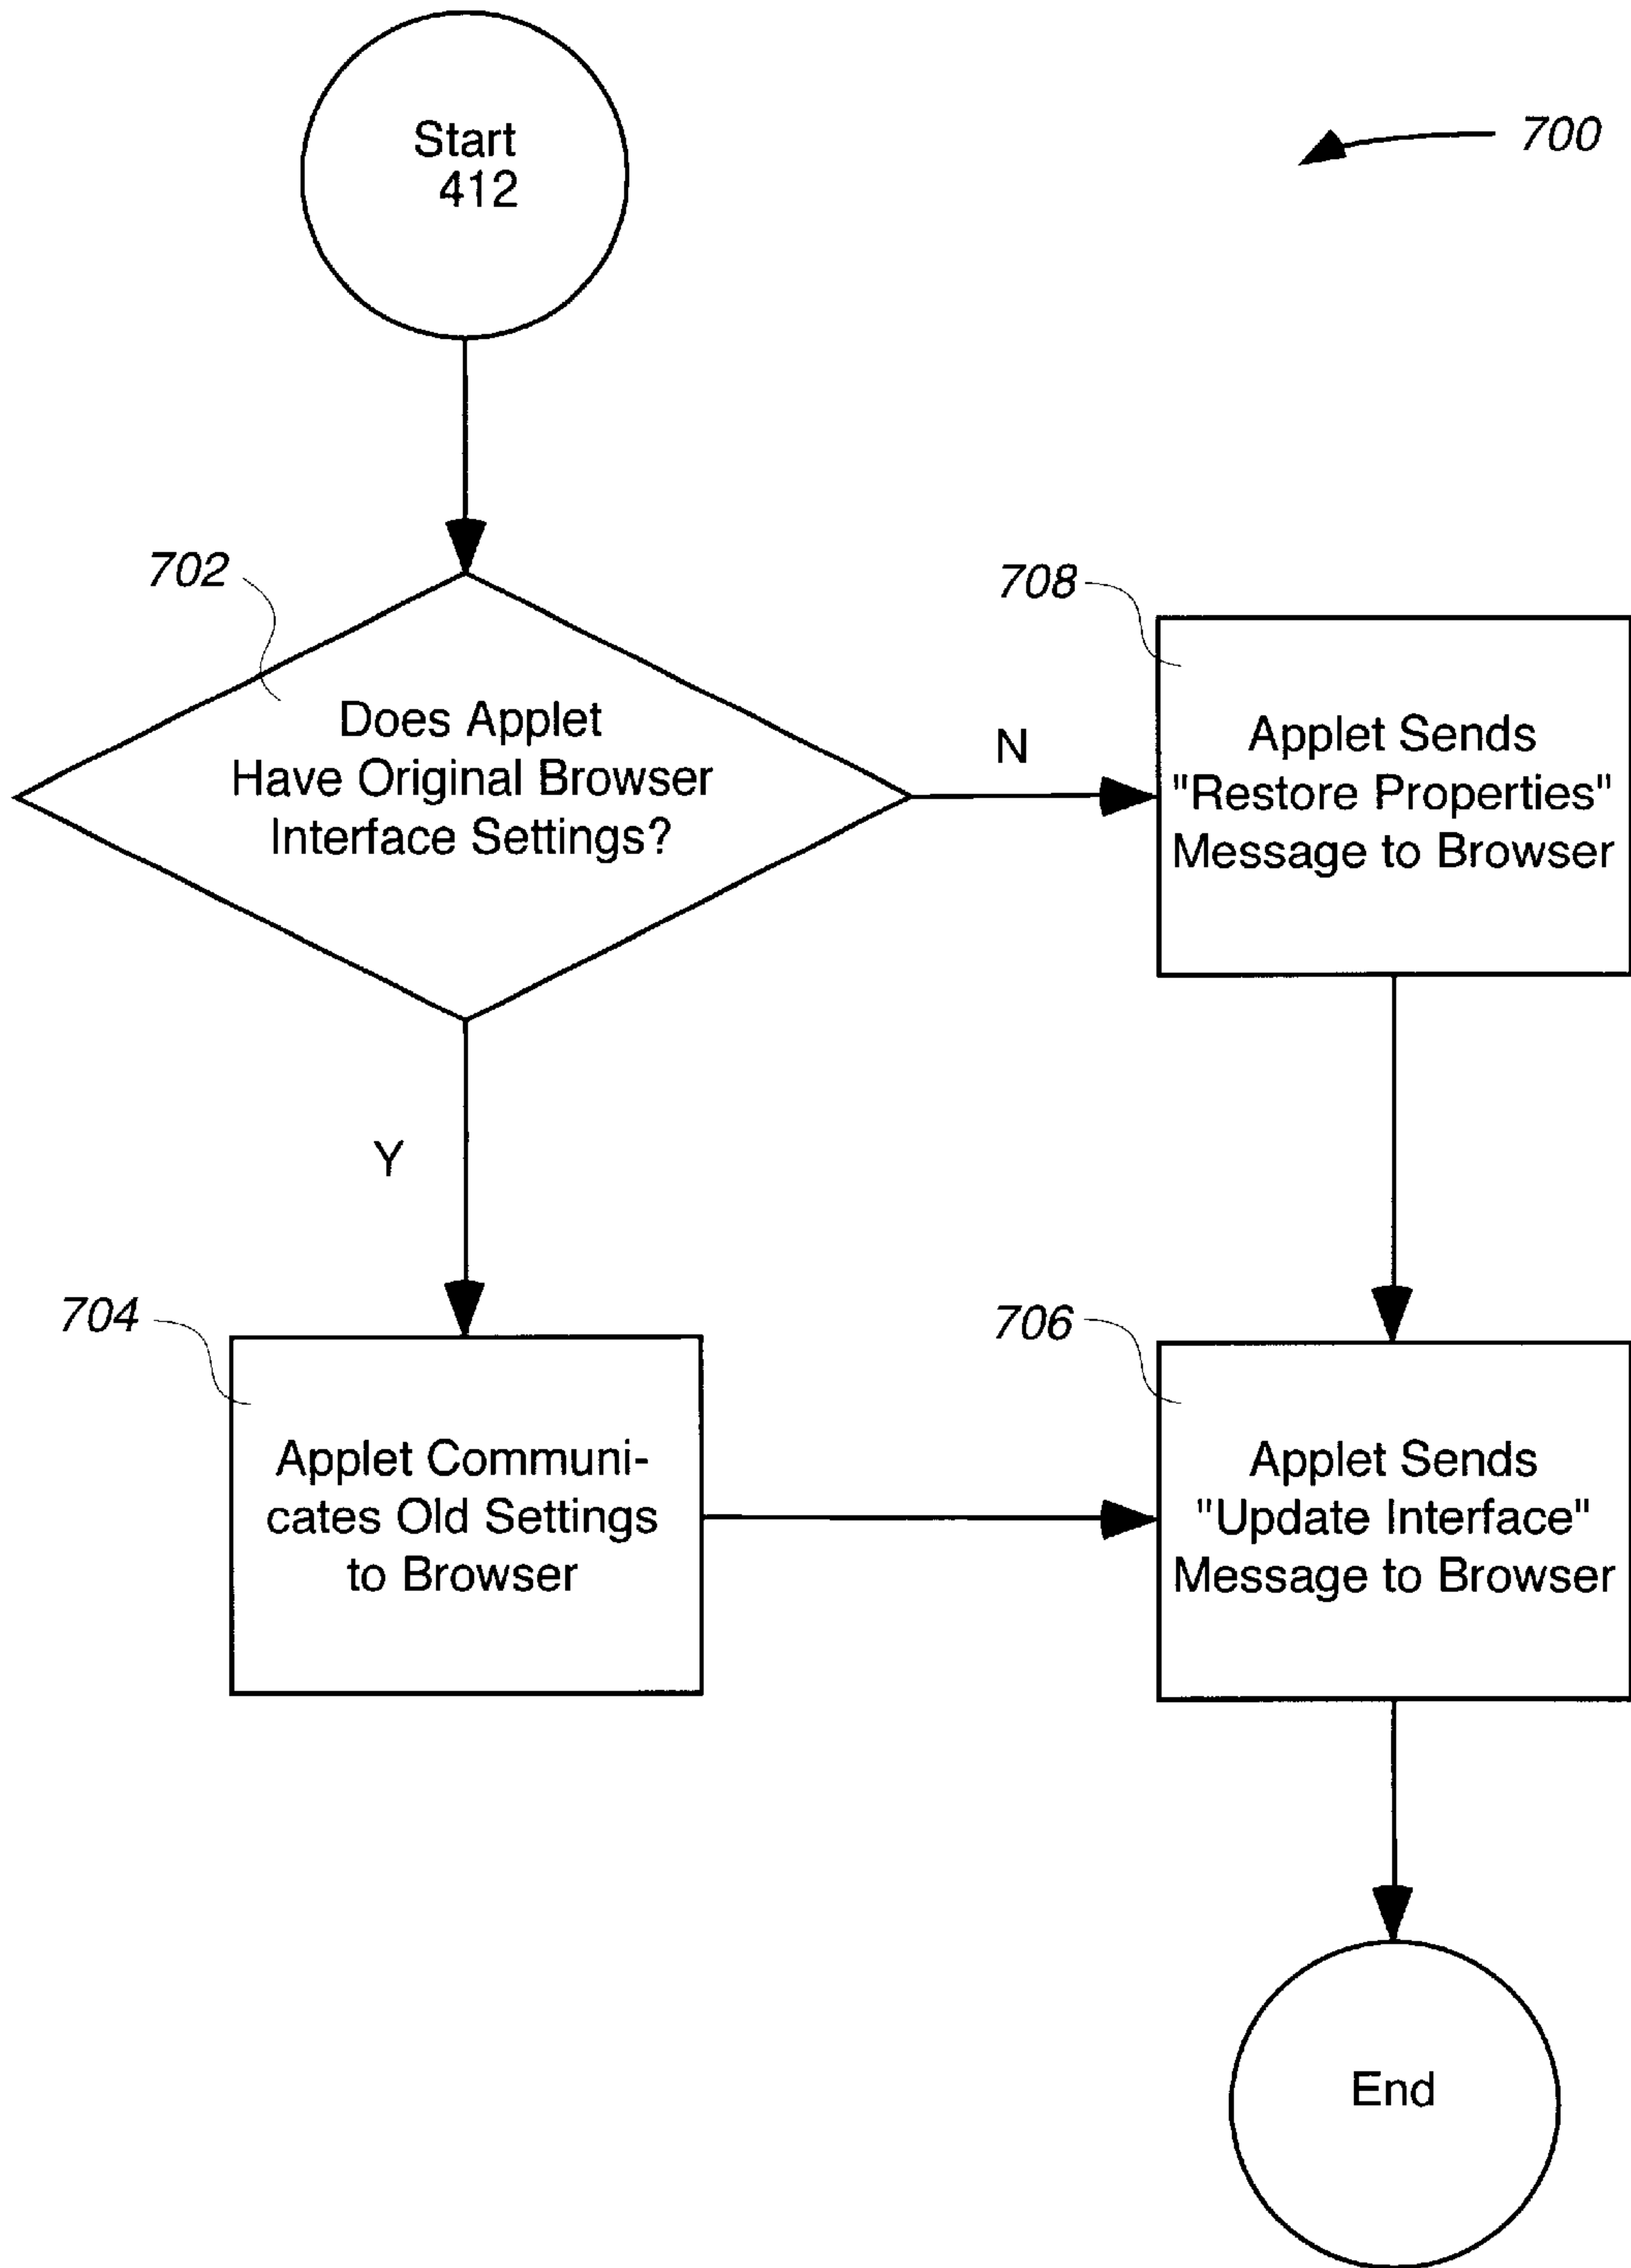 Start
412
700
702
Does Applet
Have Original Browser
Interface Settings?
N
708
Applet Sends
"Restore Properties"
Message to Browser
Y
704
Applet Communi-
cates Old Settings
to Browser
706
Applet Sends
"Update Interface"
Message to Browser
End